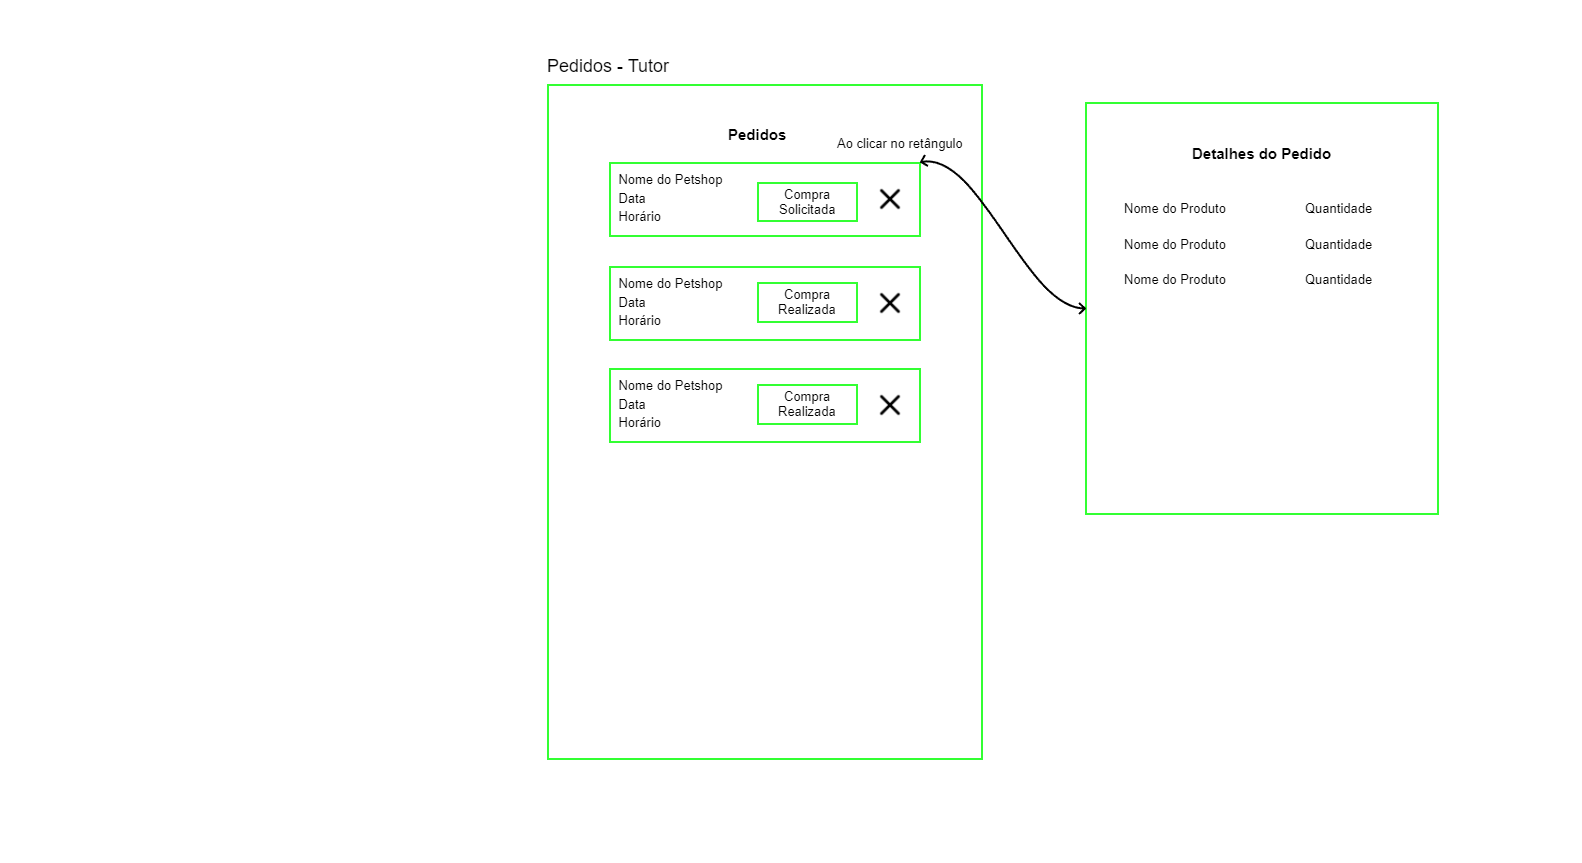 Pedidos - Tutor
Pedidos
Ao clicar no retângulo
Nome do Petshop
Data
Horário
Compra
Solicitada
Nome do Petshop
Data
Horário
Compra
Realizada
Nome do Petshop
Data
Horário
Compra
Realizada
Detalhes do Pedido
Nome do Produto Quantidade
Nome do Produto Quantidade
Nome do Produto Quantidade